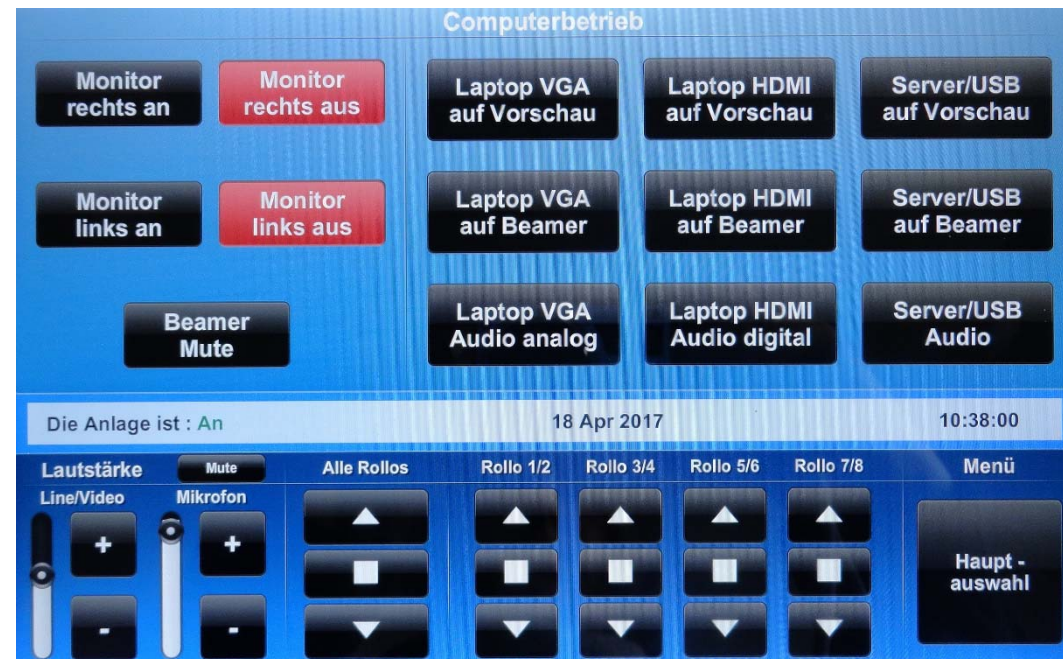 Computerbetrieb
Monitor
rechts an
Monitor
rechts aus
Laptop VGA
auf Vorschau
Laptop HDMI
auf Vorschau
Server/USB
auf Vorschau
Monitor
links an
Monitor
links aus
Laptop VGA
auf Beamer
Laptop HDMI
auf Beamer
Server/USB
auf Beamer
Beamer
Mute
Laptop VGA
Audio analog
Laptop HDMI
Audio digital
Server/USB
Audio
Die Anlage ist : An
18 Apr 2017
10:38:00
Lautstärke
Mute
Alle Rollos
Rollo 1/2
Rollo 3/4
Rollo 5/6
Rollo 7/8
Menü
Line/Video
Mikrofon
+
+
-
-
Haupt -
auswahl